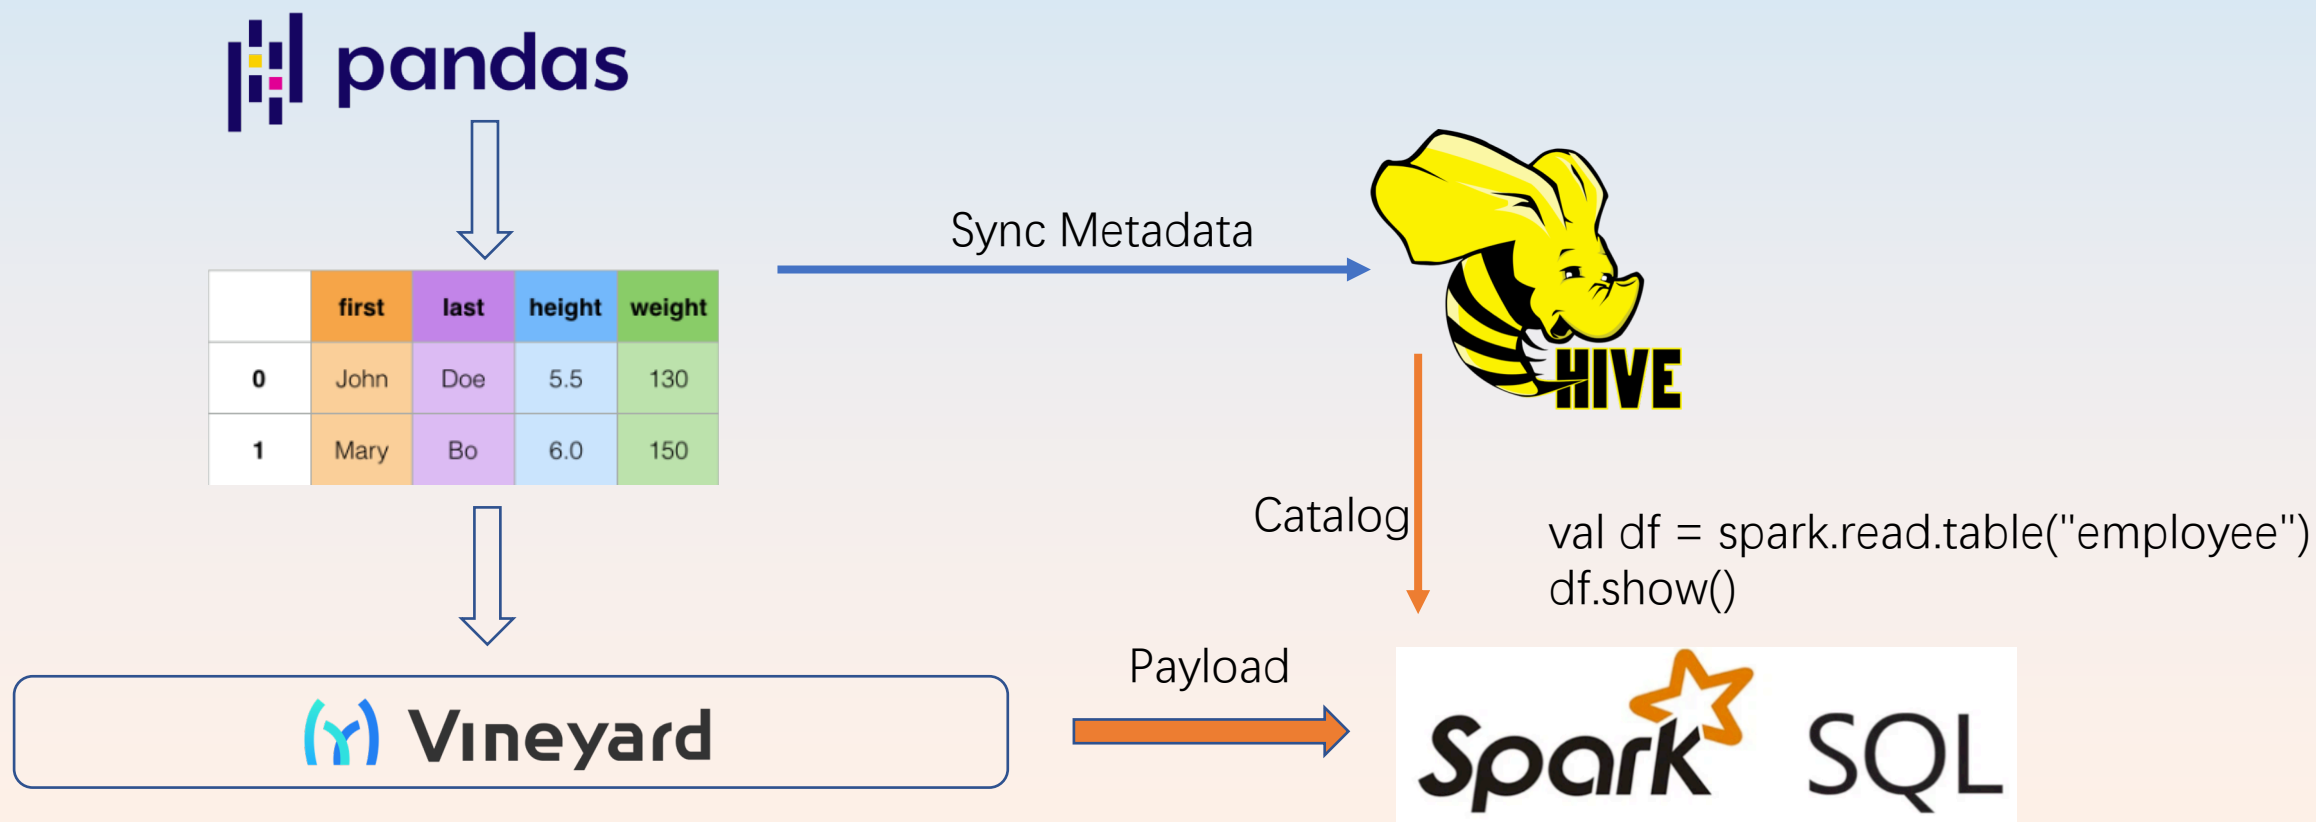 pandas
Sync Metadata
first last height weight
0 John Doe 5.5 130
1 Mary Bo 6.0 150
HIVE
Catalog
val df = spark.read.table("employee")
df.show()
Payload
Vineyard
Spark SQL